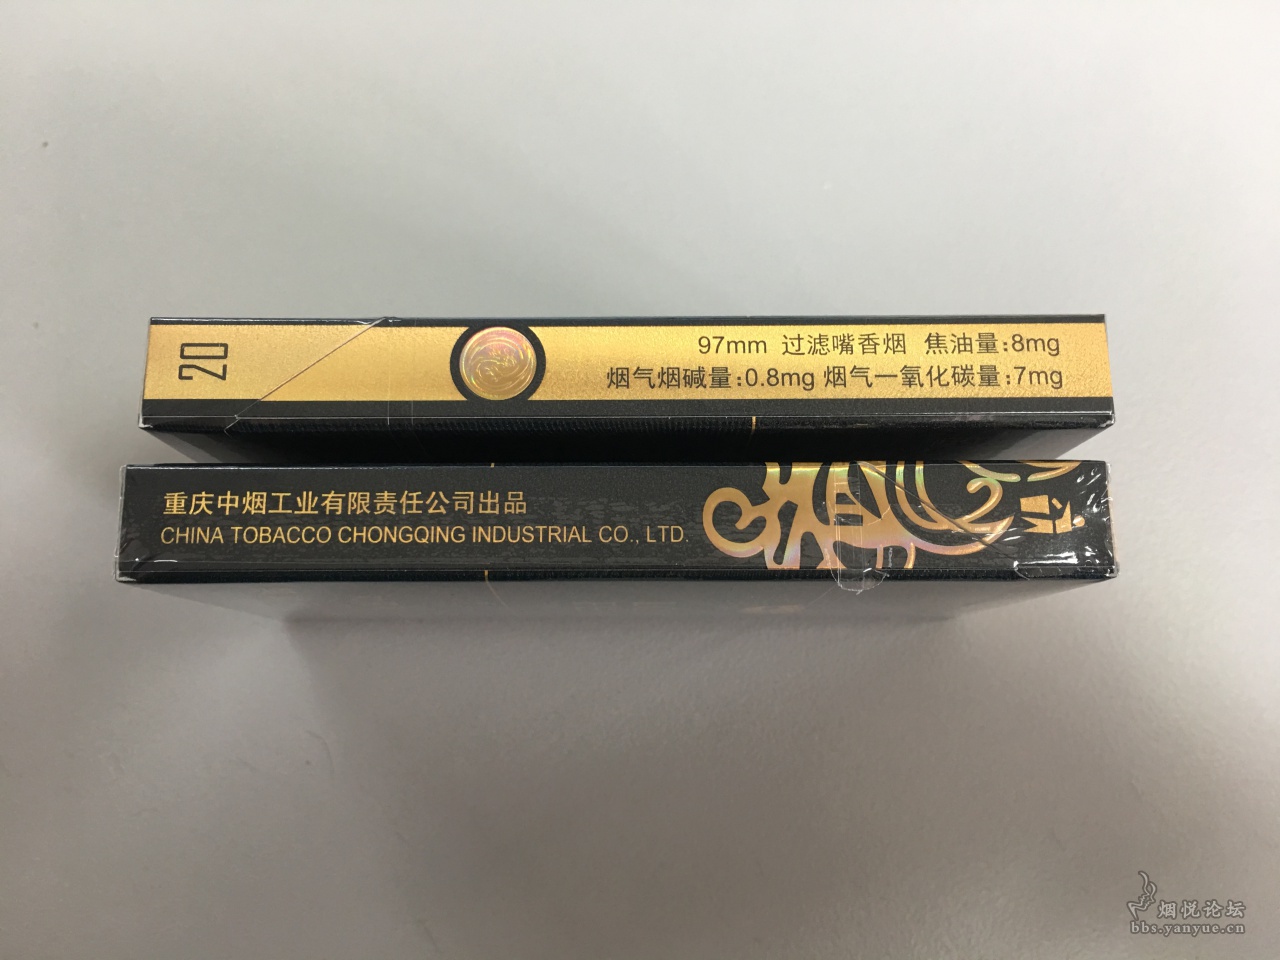 20
97mm 过滤嘴香烟 焦油量:8mg
烟气烟碱量:0.8mg 烟气一氧化碳量:7mg
重庆中烟工业有限责任公司出品
CHINA TOBACCO CHONGQING INDUSTRIAL CO., LTD.
烟悦论坛
bbs.yanyue.cn